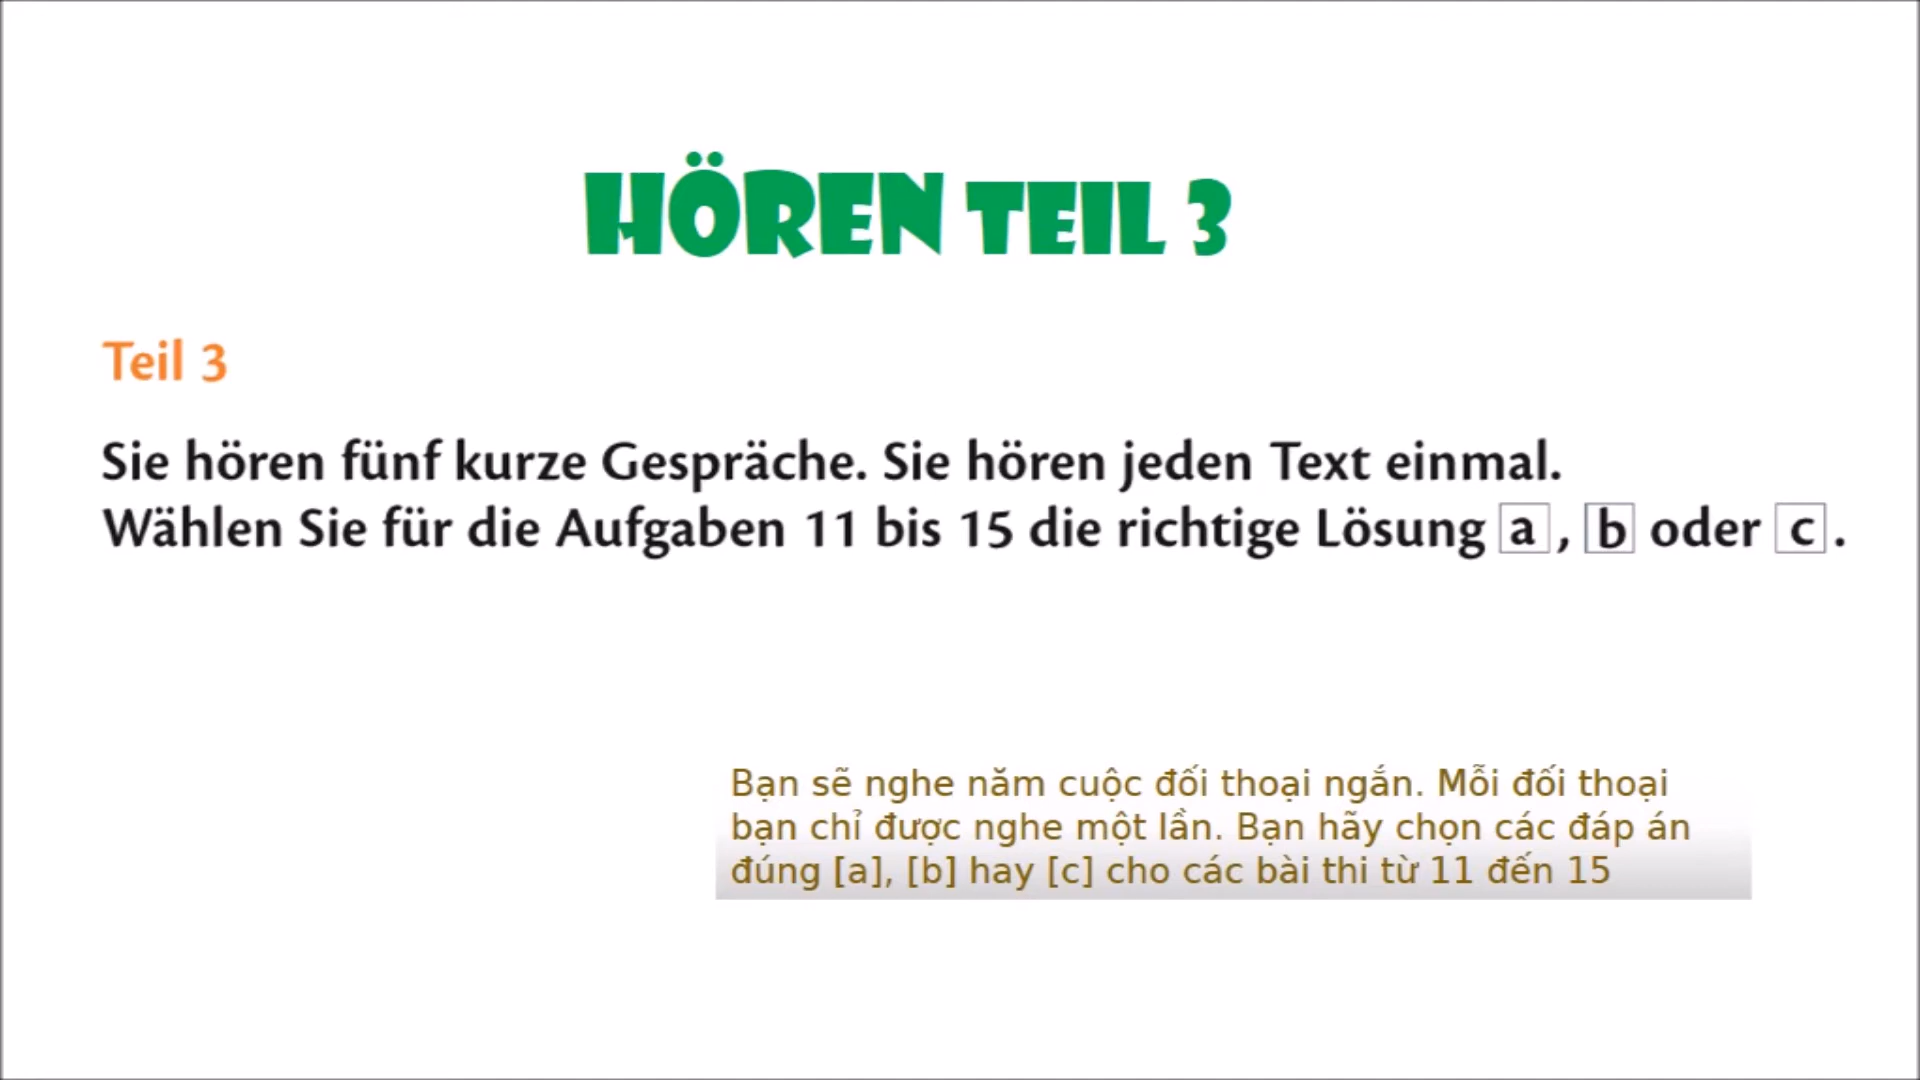 HÖREN TEIL 3
Teil 3
Sie hören fünf kurze Gespräche. Sie hören jeden Text einmal.
Wählen Sie für die Aufgaben 11 bis 15 die richtige Lösung a, b oder c.
Bạn sẽ nghe năm cuộc đối thoại ngắn. Mỗi đối thoại
bạn chỉ được nghe một lần. Bạn hãy chọn các đáp án
đúng [a], [b] hay [c] cho các bài thi từ 11 đến 15